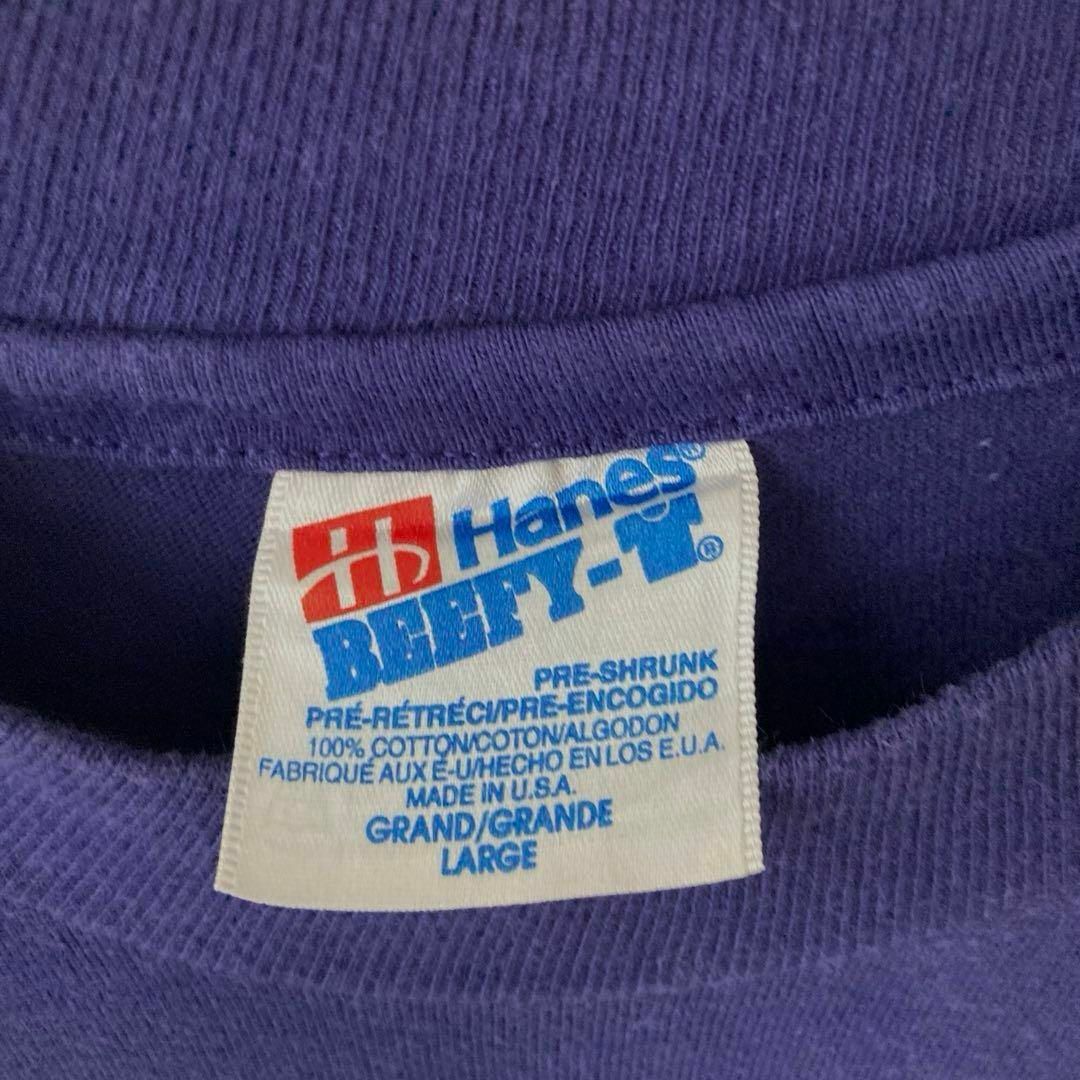 Hanes®
BEEFY-T®
PRE-SHRUNK
PRÉ-RÉTRÉCI/PRE-ENCOGIDO
100% COTTON/COTON/ALGODON
FABRIQUÉ AUX É-U/HECHO EN LOS E.U.A.
MADE IN U.S.A.
GRAND/GRANDE
LARGE